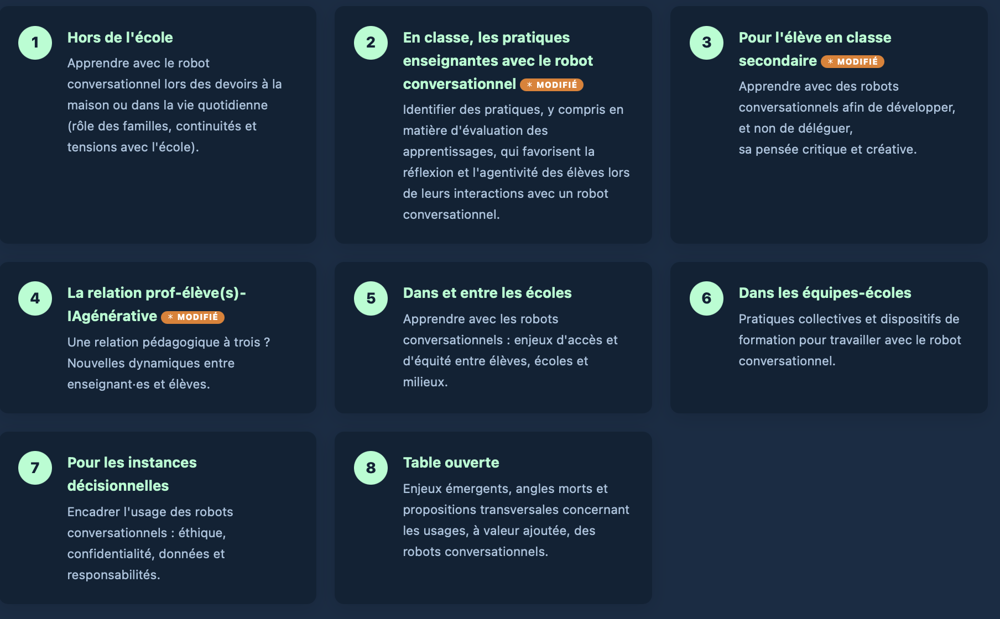 1
Hors de l'école
Apprendre avec le robot
conversationnel lors des devoirs à la
maison ou dans la vie quotidienne
(rôle des familles, continuités et
tensions avec l'école).
2
En classe, les pratiques
enseignantes avec le robot
conversationnel * MODIFIÉ
Identifier des pratiques, y compris en
matière d'évaluation des
apprentissages, qui favorisent la
réflexion et l'agentivité des élèves lors
de leurs interactions avec un robot
conversationnel.
3
Pour l'élève en classe
secondaire * MODIFIÉ
Apprendre avec des robots
conversationnels afin de développer,
et non de déléguer,
sa pensée critique et créative.
4
La relation prof-élève(s)-
IAgénérative * MODIFIÉ
Une relation pédagogique à trois ?
Nouvelles dynamiques entre
enseignant·es et élèves.
5
Dans et entre les écoles
Apprendre avec les robots
conversationnels : enjeux d'accès et
d'équité entre élèves, écoles et
milieux.
6
Dans les équipes-écoles
Pratiques collectives et dispositifs de
formation pour travailler avec le robot
conversationnel.
7
Pour les instances
décisionnelles
Encadrer l'usage des robots
conversationnels : éthique,
confidentialité, données et
responsabilités.
8
Table ouverte
Enjeux émergents, angles morts et
propositions transversales concernant
les usages, à valeur ajoutée, des
robots conversationnels.